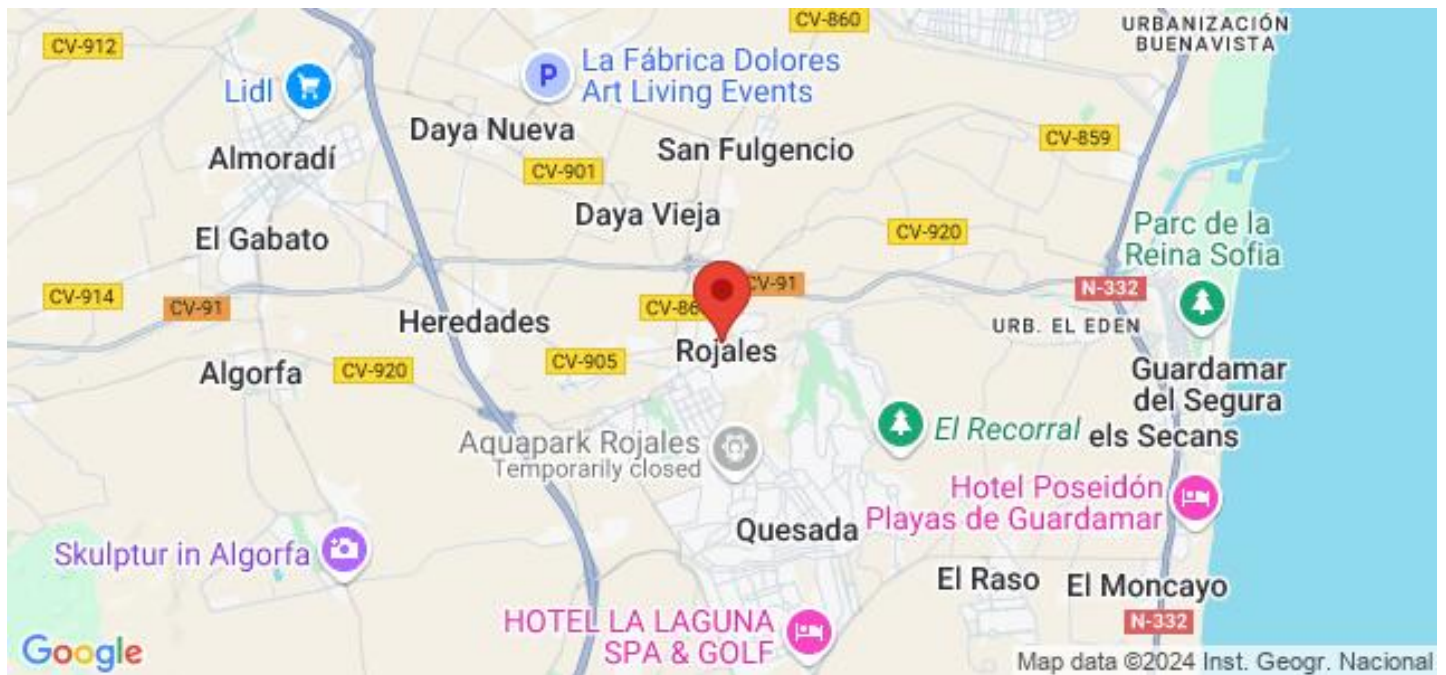 CV-860
URBANIZACIÓN
BUENAVISTA
CV-912
La Fábrica Dolores
Art Living Events
P
Lidl
Daya Nueva
CV-859
San Fulgencio
Almoradí
CV-901
Daya Vieja
Parc de la
Reina Sofia
CV-920
El Gabato
CV-91
N-332
CV-914
CV-91
CV-86
Heredades
URB. EL EDEN
Rojales
CV-905
Algorfa
CV-920
Guardamar
del Segura
El Recorral
els Secans
Aquapark Rojales
Temporarily closed
Hotel Poseidón
Playas de Guardamar
Quesada
Skulptur in Algorfa
El Raso
El Moncayo
HOTEL LA LAGUNA
SPA & GOLF
N-332
Google
Map data ©2024 Inst. Geogr. Nacional